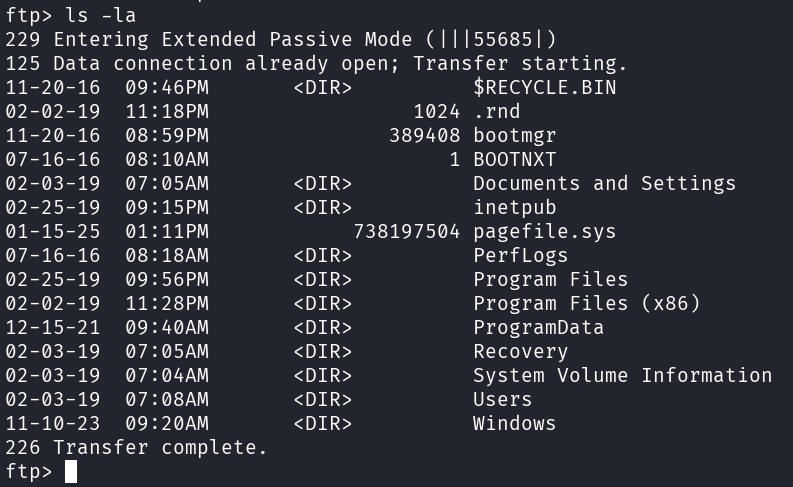 ftp> ls -la
229 Entering Extended Passive Mode (|||55685|)
125 Data connection already open; Transfer starting.
11-20-16  09:46PM       <DIR>          $RECYCLE.BIN
02-02-19  11:18PM                 1024 .rnd
11-20-16  08:59PM               389408 bootmgr
07-16-16  08:10AM                    1 BOOTNXT
02-03-19  07:05AM       <DIR>          Documents and Settings
02-25-19  09:15PM       <DIR>          inetpub
01-15-25  01:11PM            738197504 pagefile.sys
07-16-16  08:18AM       <DIR>          PerfLogs
02-25-19  09:56PM       <DIR>          Program Files
02-02-19  11:28PM       <DIR>          Program Files (x86)
12-15-21  09:40AM       <DIR>          ProgramData
02-03-19  07:05AM       <DIR>          Recovery
02-03-19  07:04AM       <DIR>          System Volume Information
02-03-19  07:08AM       <DIR>          Users
11-10-23  09:20AM       <DIR>          Windows
226 Transfer complete.
ftp>